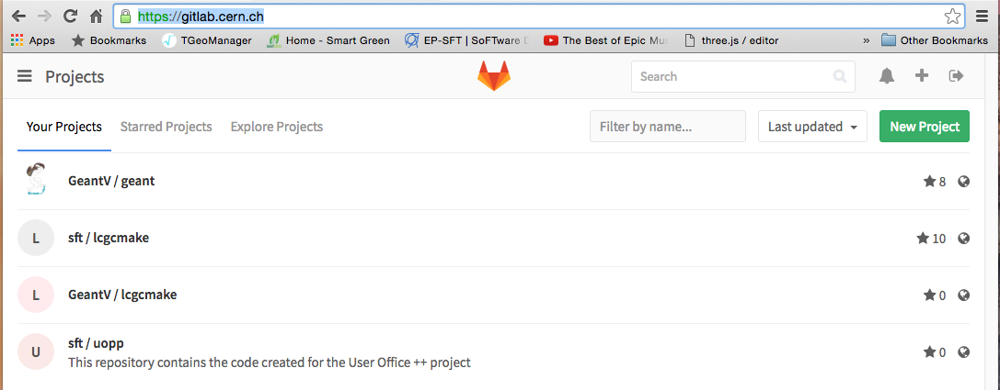 https://gitlab.cern.ch
Apps Bookmarks TGeoManager Home - Smart Green EP-SFT | SoFTware D The Best of Epic Mus three.js / editor » Other Bookmarks
Projects Search
Your Projects Starred Projects Explore Projects Filter by name... Last updated New Project
GeantV / geant 8
L sft / lcgcmake 10
L GeantV / lcgcmake 0
U sft / uopp 0
This repository contains the code created for the User Office ++ project